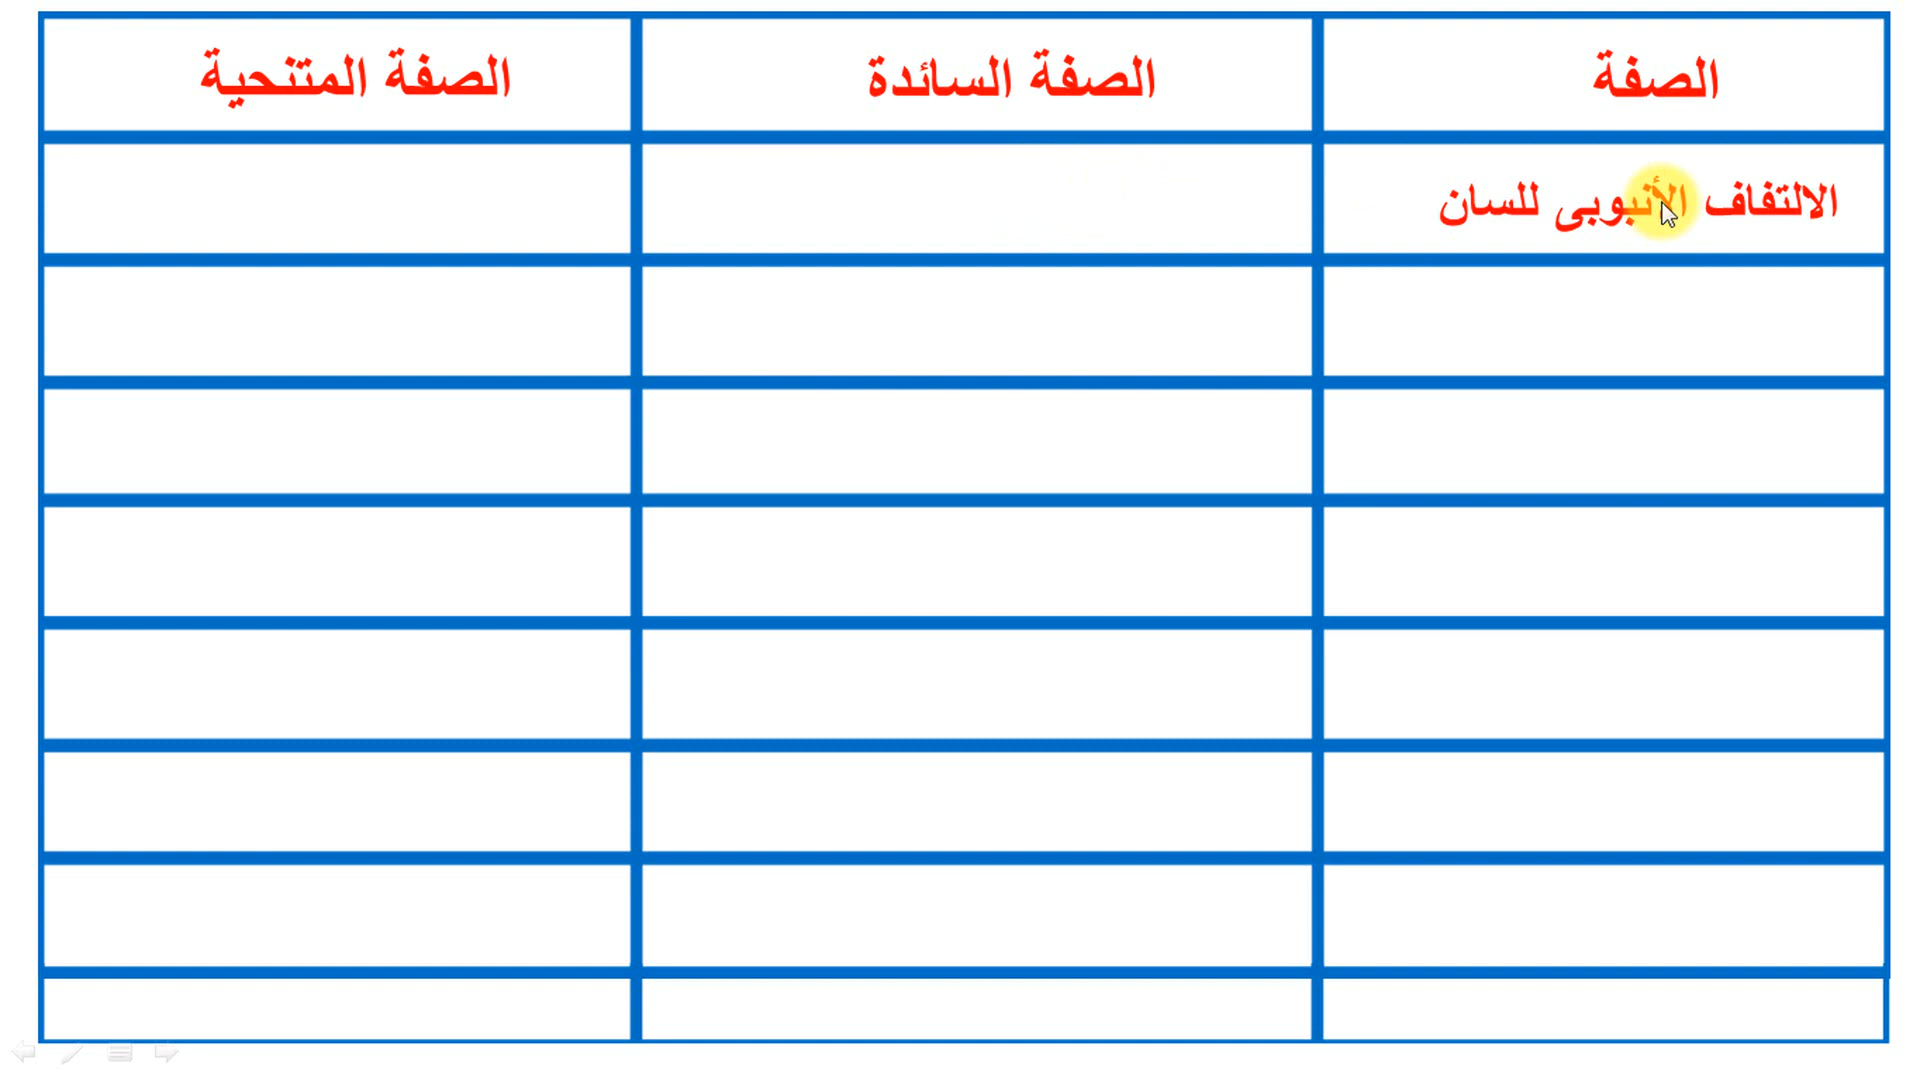 الصفة
الصفة السائدة
الصفة المتنحية
الالتفاف الأنبوبى للسان